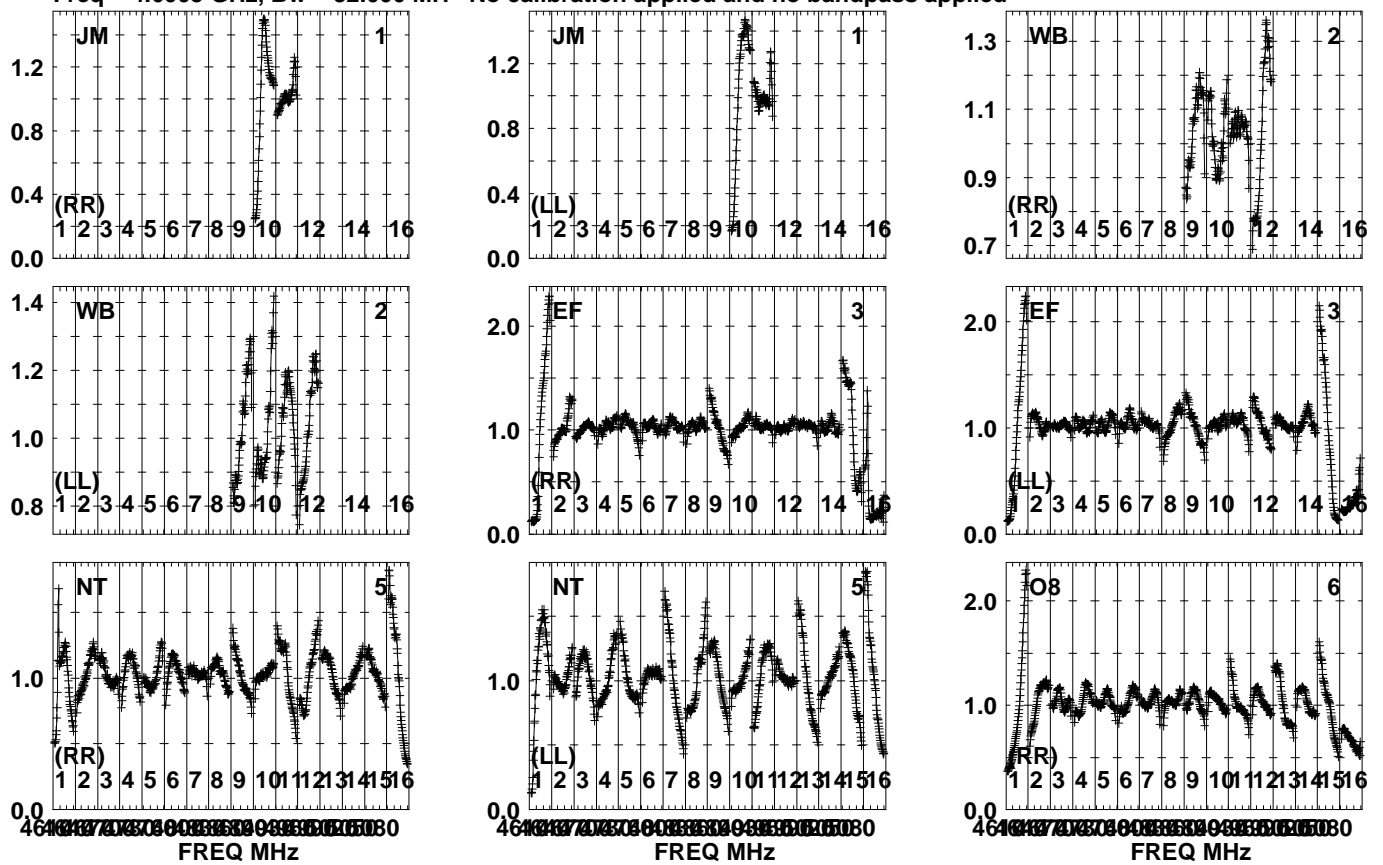 No calibration applied and no bandpass applied
JM 1
1.2
0.8
0.4
0.0
(RR)
1 2 3 4 5 6 7 8 9 10 12 14 16
JM 1
1.2
0.8
0.4
0.0
(LL)
1 2 3 4 5 6 7 8 9 10 12 14 16
WB 2
1.3
1.1
0.9
0.7
(RR)
1 2 3 4 5 6 7 8 9 10 12 14 16
WB 2
1.4
1.2
1.0
0.8
(LL)
1 2 3 4 5 6 7 8 9 10 12 14 16
EF 3
2.0
1.0
0.0
(RR)
1 2 3 4 5 6 7 8 9 10 12 14 16
EF 3
2.0
1.0
0.0
(LL)
1 2 3 4 5 6 7 8 9 10 12 14 16
NT 5
1.0
0.0
(RR)
1 2 3 4 5 6 7 8 9 10 11 12 13 15 16
FREQ MHz
NT 5
1.0
0.0
(LL)
1 2 3 4 5 6 7 8 9 10 11 12 13 14 15 16
FREQ MHz
O8 6
2.0
1.0
0.0
(RR)
1 2 3 4 5 6 7 8 9 10 11 12 13 14 15 16
FREQ MHz